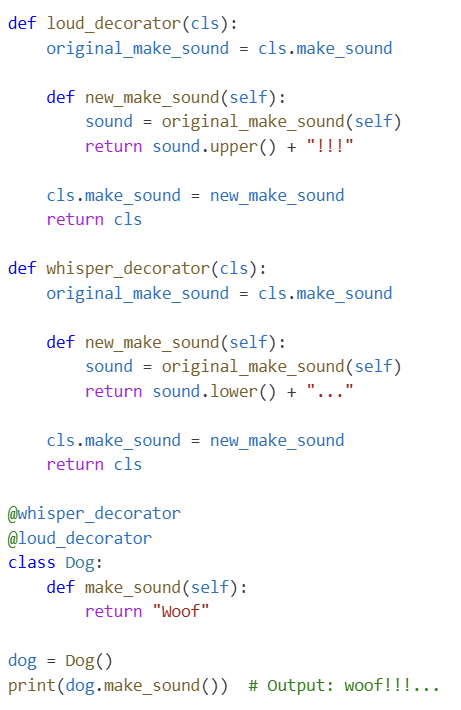 def loud_decorator(cls):
    original_make_sound = cls.make_sound

    def new_make_sound(self):
        sound = original_make_sound(self)
        return sound.upper() + "!!!"

    cls.make_sound = new_make_sound
    return cls

def whisper_decorator(cls):
    original_make_sound = cls.make_sound

    def new_make_sound(self):
        sound = original_make_sound(self)
        return sound.lower() + "..."

    cls.make_sound = new_make_sound
    return cls

@whisper_decorator
@loud_decorator
class Dog:
    def make_sound(self):
        return "Woof"

dog = Dog()
print(dog.make_sound())  # Output: woof!!!...